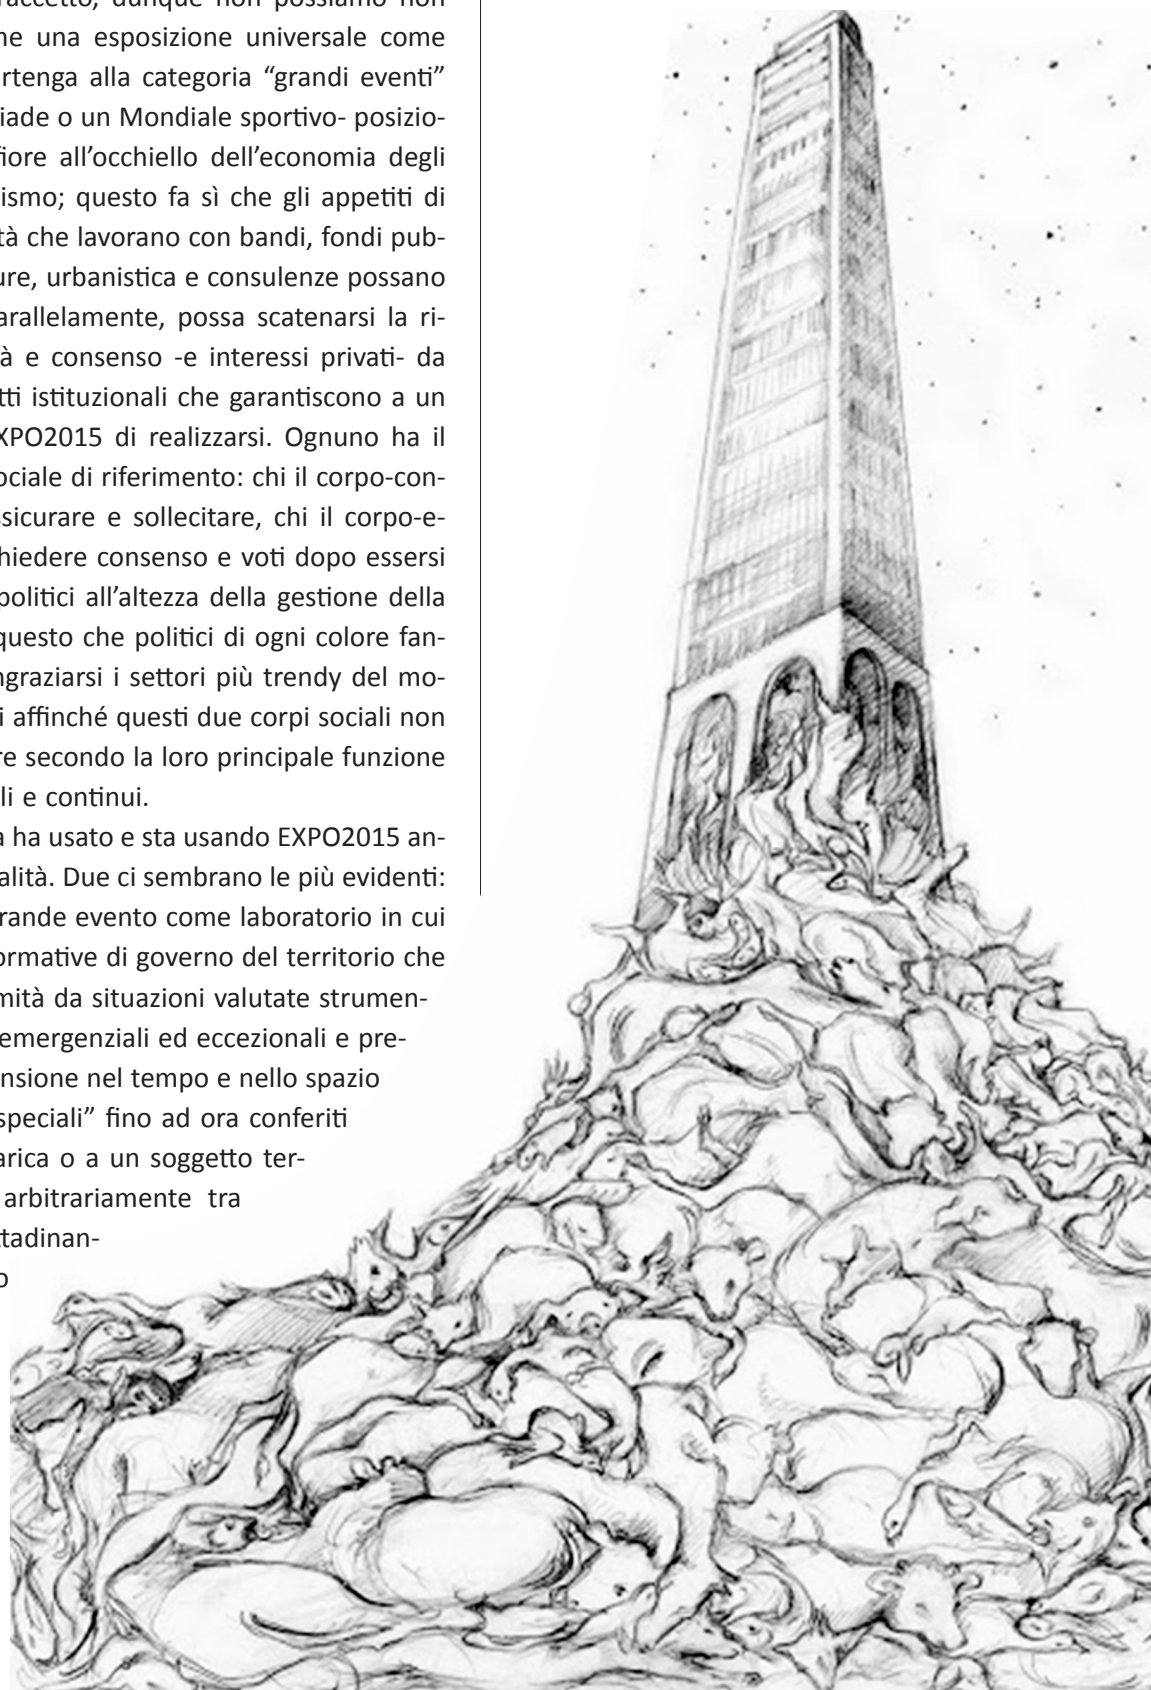 raccetto, dunque non possiamo non
ne una esposizione universale come
rtenga alla categoria “grandi eventi”
iade o un Mondiale sportivo- posizio-
fiore all’occhiello dell’economia degli
ismo; questo fa sì che gli appetiti di
tà che lavorano con bandi, fondi pub-
ure, urbanistica e consulenze possano
arallelamente, possa scatenarsi la ri-
à e consenso -e interessi privati- da
tti istituzionali che garantiscono a un
XPO2015 di realizzarsi. Ognuno ha il
ociale di riferimento: chi il corpo-con-
ssicurare e sollecitare, chi il corpo-e-
hiedere consenso e voti dopo essersi
politici all’altezza della gestione della
questo che politici di ogni colore fan-
ngraziarsi i settori più trendy del mo-
i affinché questi due corpi sociali non
re secondo la loro principale funzione
li e continui.
a ha usato e sta usando EXPO2015 an-
alità. Due ci sembrano le più evidenti:
rande evento come laboratorio in cui
ormative di governo del territorio che
mità da situazioni valutate strumen-
emergenziali ed eccezionali e pre-
nsione nel tempo e nello spazio
speciali” fino ad ora conferiti
arica o a un soggetto ter-
arbitrariamente tra
ttadinan-
o